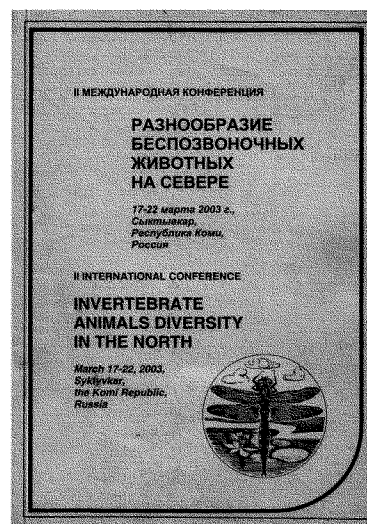 II МЕЖДУНАРОДНАЯ КОНФЕРЕНЦИЯ
РАЗНООБРАЗИЕ
БЕСПОЗВОНОЧНЫХ
ЖИВОТНЫХ
НА СЕВЕРЕ
17-22 марта 2003 г.,
Сыктывкар,
Республика Коми,
Россия
II INTERNATIONAL CONFERENCE
INVERTEBRATE
ANIMALS DIVERSITY
IN THE NORTH
March 17-22, 2003,
Syktyvkar,
the Komi Republic,
Russia